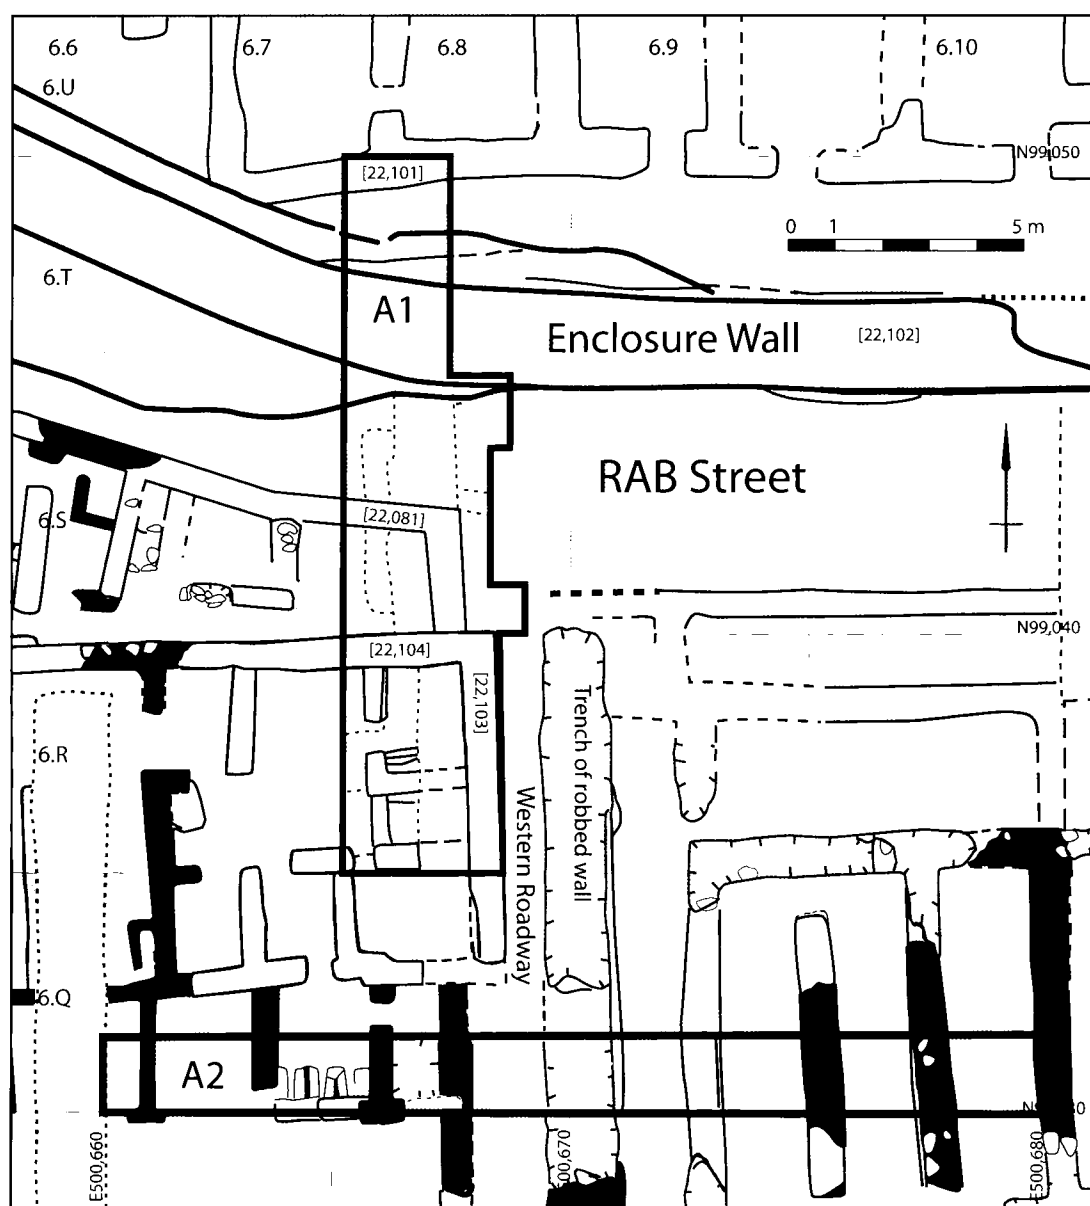 6.6
6.7
6.8
6.9
6.10
6.U
N99,050
[22,101]
0 1 5 m
6.T
A1
Enclosure Wall
[22,102]
RAB Street
6.S
[22,081]
N99,040
[22,104]
[22,103]
Trench of robbed wall
6.R
Western Roadway
6.Q
A2
E500,660
E500,680